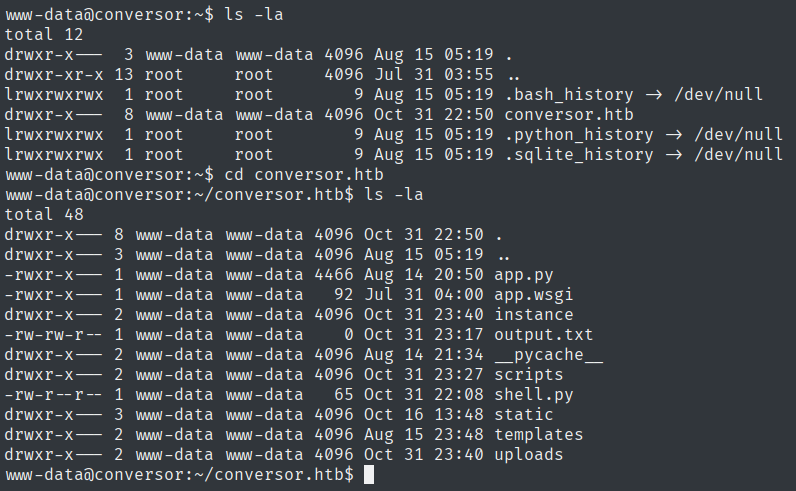 www-data@conversor:~$ ls -la
total 12
drwxr-x---  3 www-data www-data 4096 Aug 15 05:19 .
drwxr-xr-x 13 root     root     4096 Jul 31 03:55 ..
lrwxrwxrwx  1 root     root        9 Aug 15 05:19 .bash_history -> /dev/null
drwxr-x---  8 www-data www-data 4096 Oct 31 22:50 conversor.htb
lrwxrwxrwx  1 root     root        9 Aug 15 05:19 .python_history -> /dev/null
lrwxrwxrwx  1 root     root        9 Aug 15 05:19 .sqlite_history -> /dev/null
www-data@conversor:~$ cd conversor.htb
www-data@conversor:~/conversor.htb$ ls -la
total 48
drwxr-x--- 8 www-data www-data 4096 Oct 31 22:50 .
drwxr-x--- 3 www-data www-data 4096 Aug 15 05:19 ..
-rwxr-x--- 1 www-data www-data 4466 Aug 14 20:50 app.py
-rwxr-x--- 1 www-data www-data   92 Jul 31 04:00 app.wsgi
drwxr-x--- 2 www-data www-data 4096 Oct 31 23:40 instance
-rw-rw-r-- 1 www-data www-data    0 Oct 31 23:17 output.txt
drwxr-x--- 2 www-data www-data 4096 Aug 14 21:34 __pycache__
drwxr-x--- 2 www-data www-data 4096 Oct 31 23:27 scripts
-rw-r--r-- 1 www-data www-data   65 Oct 31 22:08 shell.py
drwxr-x--- 3 www-data www-data 4096 Oct 16 13:48 static
drwxr-x--- 2 www-data www-data 4096 Aug 15 23:48 templates
drwxr-x--- 2 www-data www-data 4096 Oct 31 23:40 uploads
www-data@conversor:~/conversor.htb$